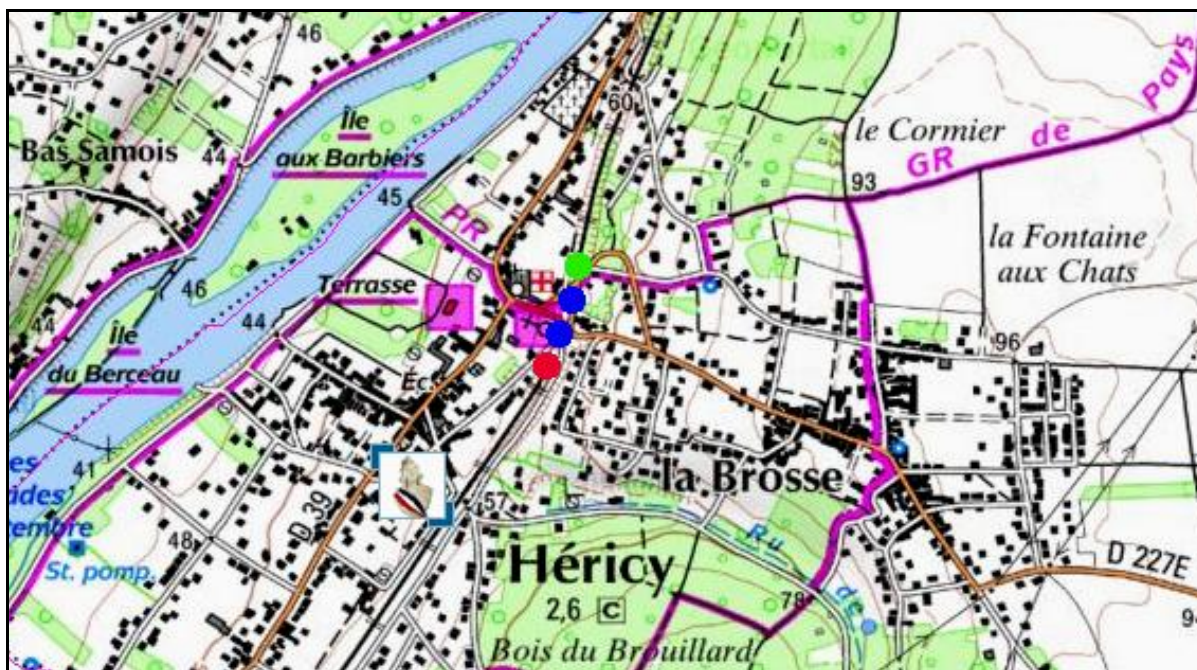 46
46
60
Pays
de
GR
le Cormier
Île
aux Barbiers
Bas Samois
44
45
93
PR
la Fontaine
aux Chats
Terrasse
46
44
44
Île
du Berceau
96
Éc
41
la Brosse
D 39
57
Ru
de
48
St. pomp.
Héricy
2,6 C
78
D 227E
Bois du Brouillard